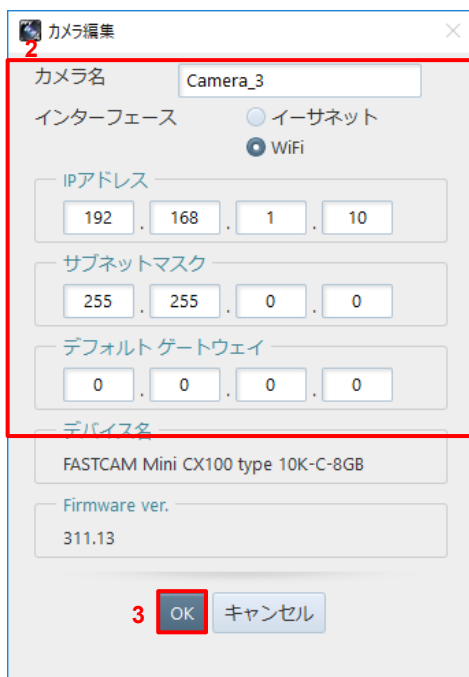 カメラ編集
2
カメラ名 Camera_3
インターフェース イーサネット
WiFi
IPアドレス
192 . 168 . 1 . 10
サブネットマスク
255 . 255 . 0 . 0
デフォルト ゲートウェイ
0 . 0 . 0 . 0
デバイス名
FASTCAM Mini CX100 type 10K-C-8GB
Firmware ver.
311.13
3 OK キャンセル